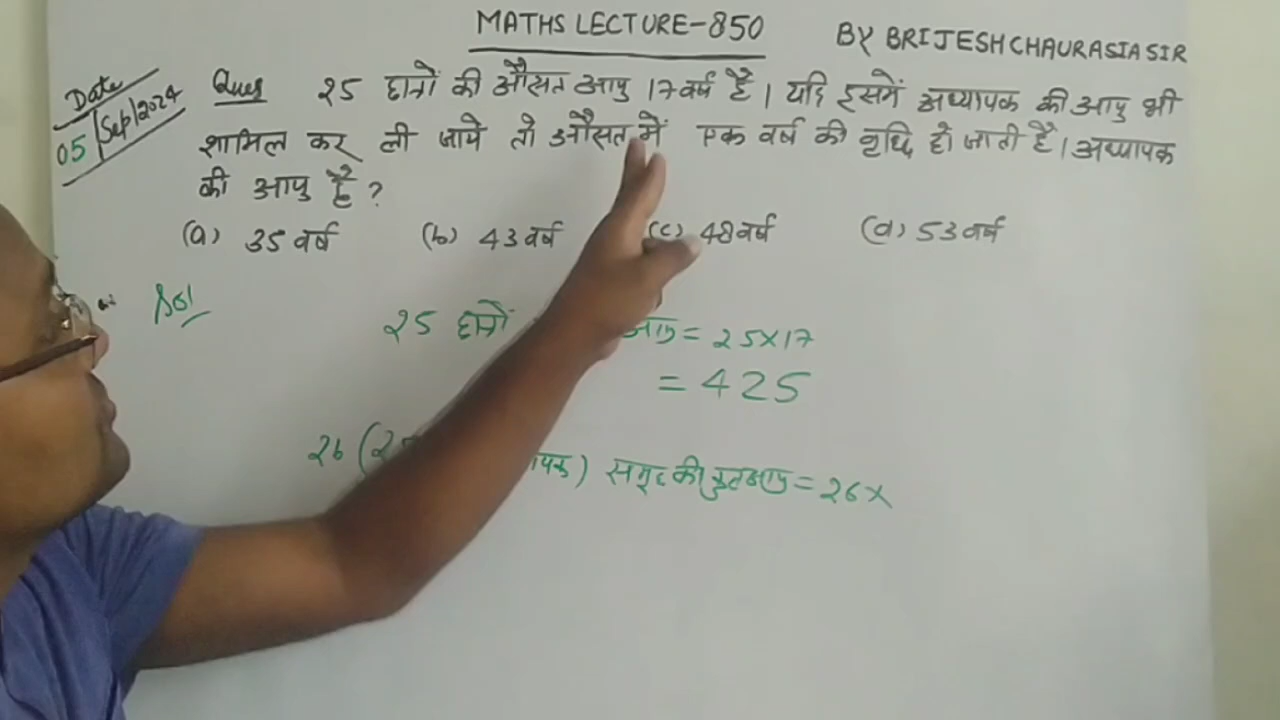 MATHS LECTURE-850
BY BRIJESH CHAURASIA SIR
Date
05/Sep/2024
Ques 25 छात्रों की औसत आयु 17 वर्ष है। यदि इसमें अध्यापक की आयु भी
शामिल कर ली जाये तो औसत में एक वर्ष की वृद्धि हो जाती है। अध्यापक
की आयु है?
(a) 35 वर्ष (b) 43 वर्ष (c) 48 वर्ष (d) 53 वर्ष
Sol
25 छात्रों आयु = 25×17
= 425
26 ( ) समूह की कुल आयु = 26×